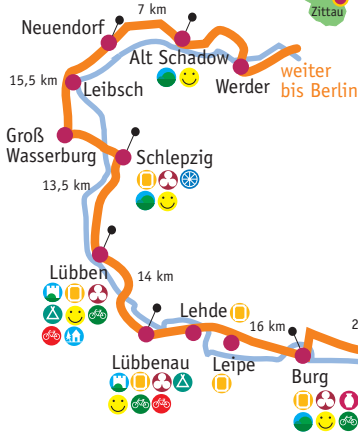 Zittau
7 km
Neuendorf
Alt Schadow
weiter
bis Berlin
Werder
15,5 km
Leibsch
Groß
Wasserburg
Schlepzig
13,5 km
Lübben
14 km
Lehde
16 km
2
Lübbenau
Leipe
Burg